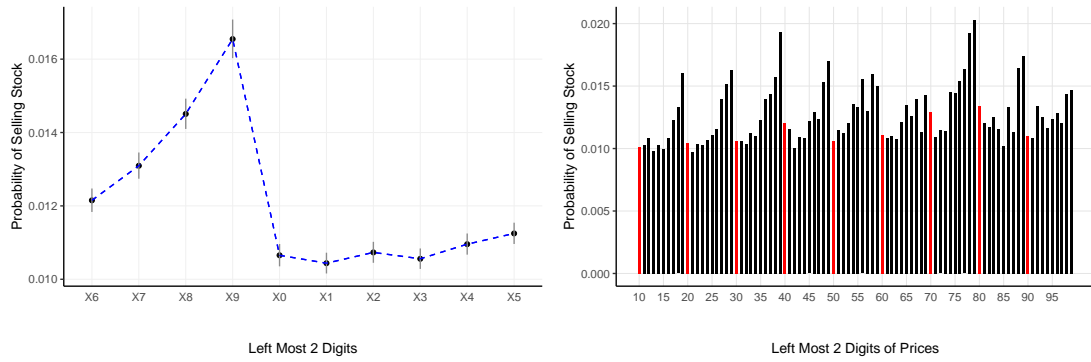 Probability of Selling Stock
0.016
0.014
0.012
0.010
X6 X7 X8 X9 X0 X1 X2 X3 X4 X5
Left Most 2 Digits
Probability of Selling Stock
0.020
0.015
0.010
0.005
0.000
10 15 20 25 30 35 40 45 50 55 60 65 70 75 80 85 90 95
Left Most 2 Digits of Prices